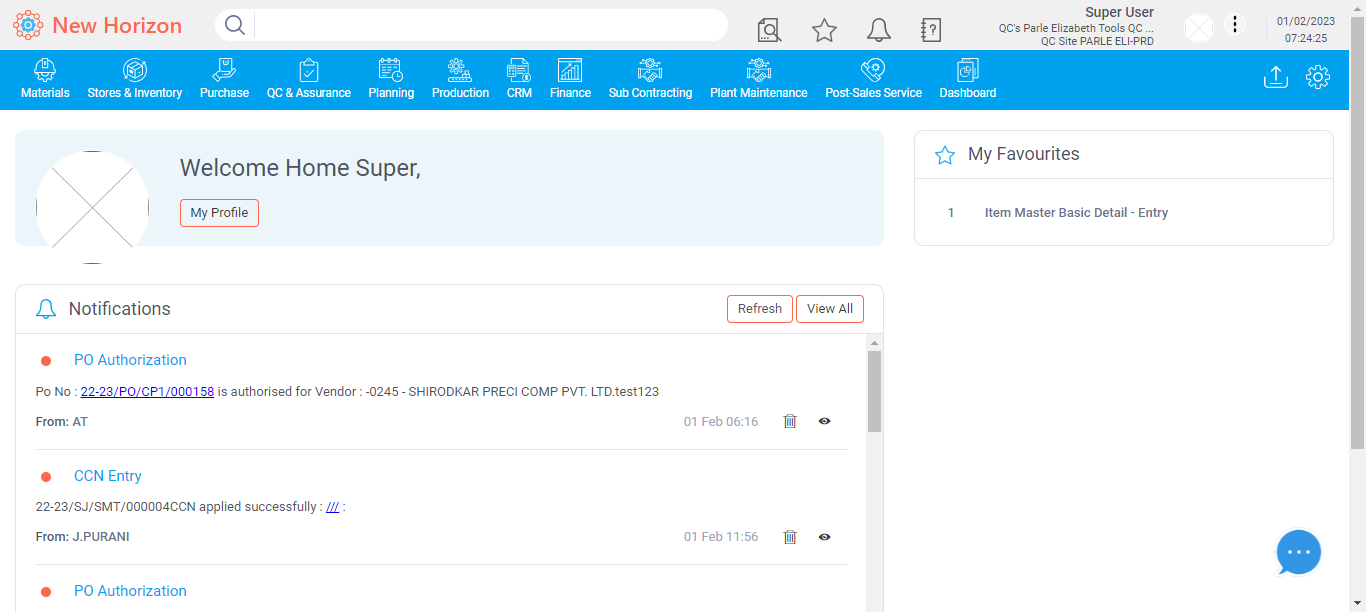 New Horizon
Super User
QC's Parle Elizabeth Tools QC ...
QC Site PARLE ELI-PRD
01/02/2023
07:24:25
Materials
Stores & Inventory
Purchase
QC & Assurance
Planning
Production
CRM
Finance
Sub Contracting
Plant Maintenance
Post-Sales Service
Dashboard
Welcome Home Super,
My Profile
My Favourites
1 Item Master Basic Detail - Entry
Notifications
Refresh
View All
PO Authorization
Po No : 22-23/PO/CP1/000158 is authorised for Vendor : -0245 - SHIRODKAR PRECI COMP PVT. LTD.test123
From: AT 01 Feb 06:16
CCN Entry
22-23/SJ/SMT/000004CCN applied successfully : /// :
From: J.PURANI 01 Feb 11:56
PO Authorization